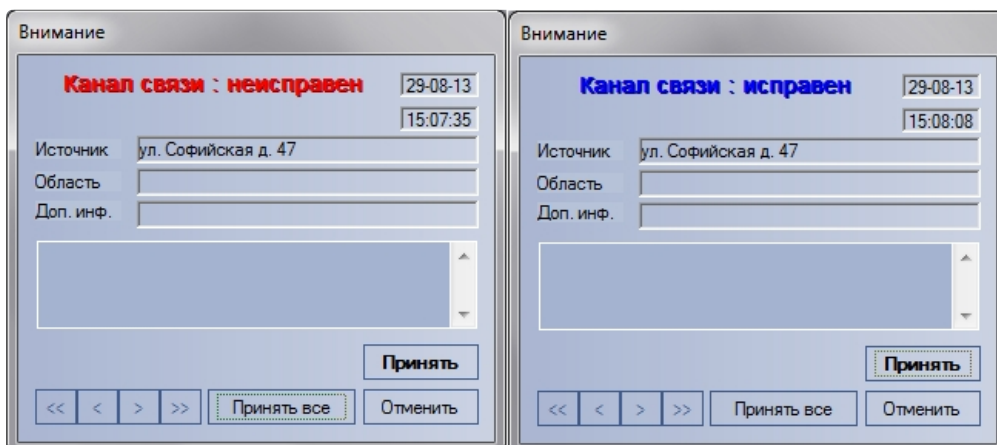 Внимание
Канал связи : неисправен
29-08-13
15:07:35
Источник ул. Софийская д. 47
Область
Доп. инф.
Принять
<< < > >> Принять все Отменить
Внимание
Канал связи : исправен
29-08-13
15:08:08
Источник ул. Софийская д. 47
Область
Доп. инф.
Принять
<< < > >> Принять все Отменить